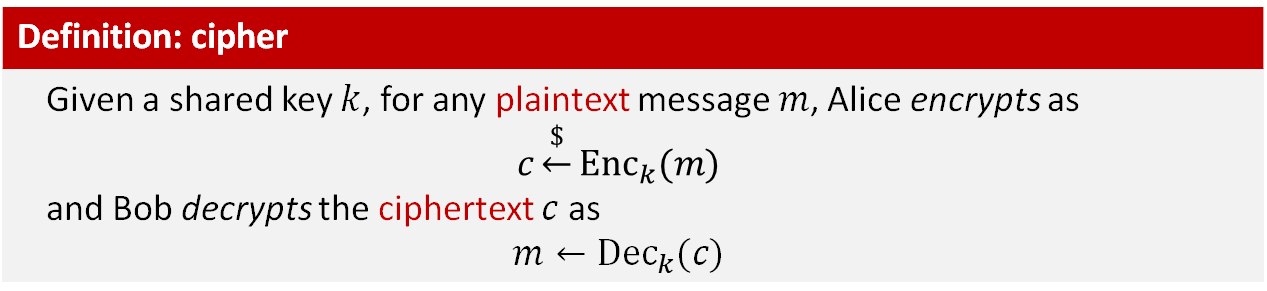 Definition: cipher
Given a shared key k, for any plaintext message m, Alice encrypts as
c $← Enc_k(m)
and Bob decrypts the ciphertext c as
m ← Dec_k(c)